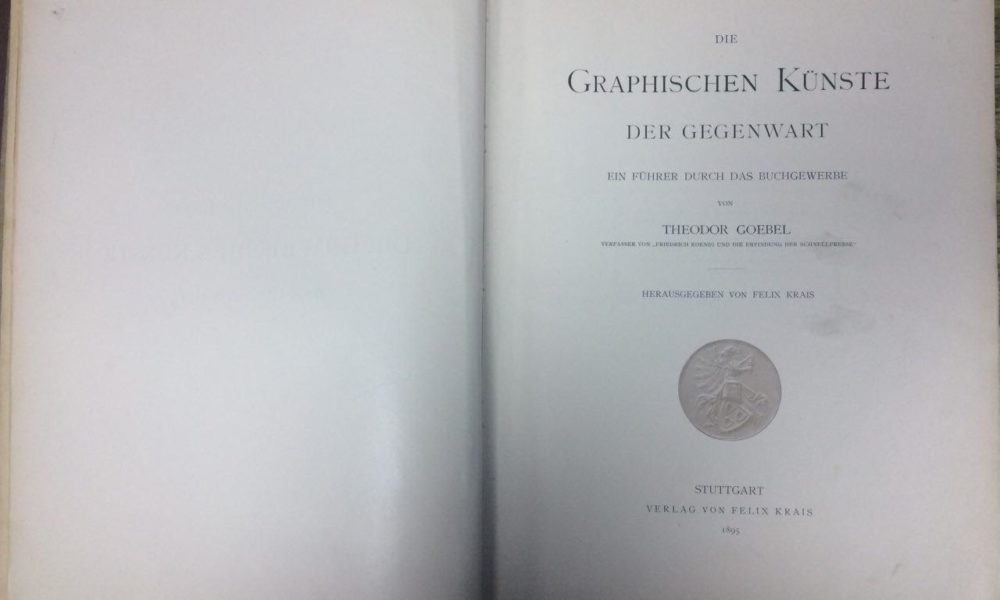 DIE
GRAPHISCHEN KÜNSTE
DER GEGENWART
EIN FÜHRER DURCH DAS BUCHGEWERBE
VON
THEODOR GOEBEL
VERFASSER VON „FRIEDRICH KOENIG UND DIE ERFINDUNG DER SCHNELLPRESSE“
HERAUSGEGEBEN VON FELIX KRAIS
STUTTGART
VERLAG VON FELIX KRAIS
1895